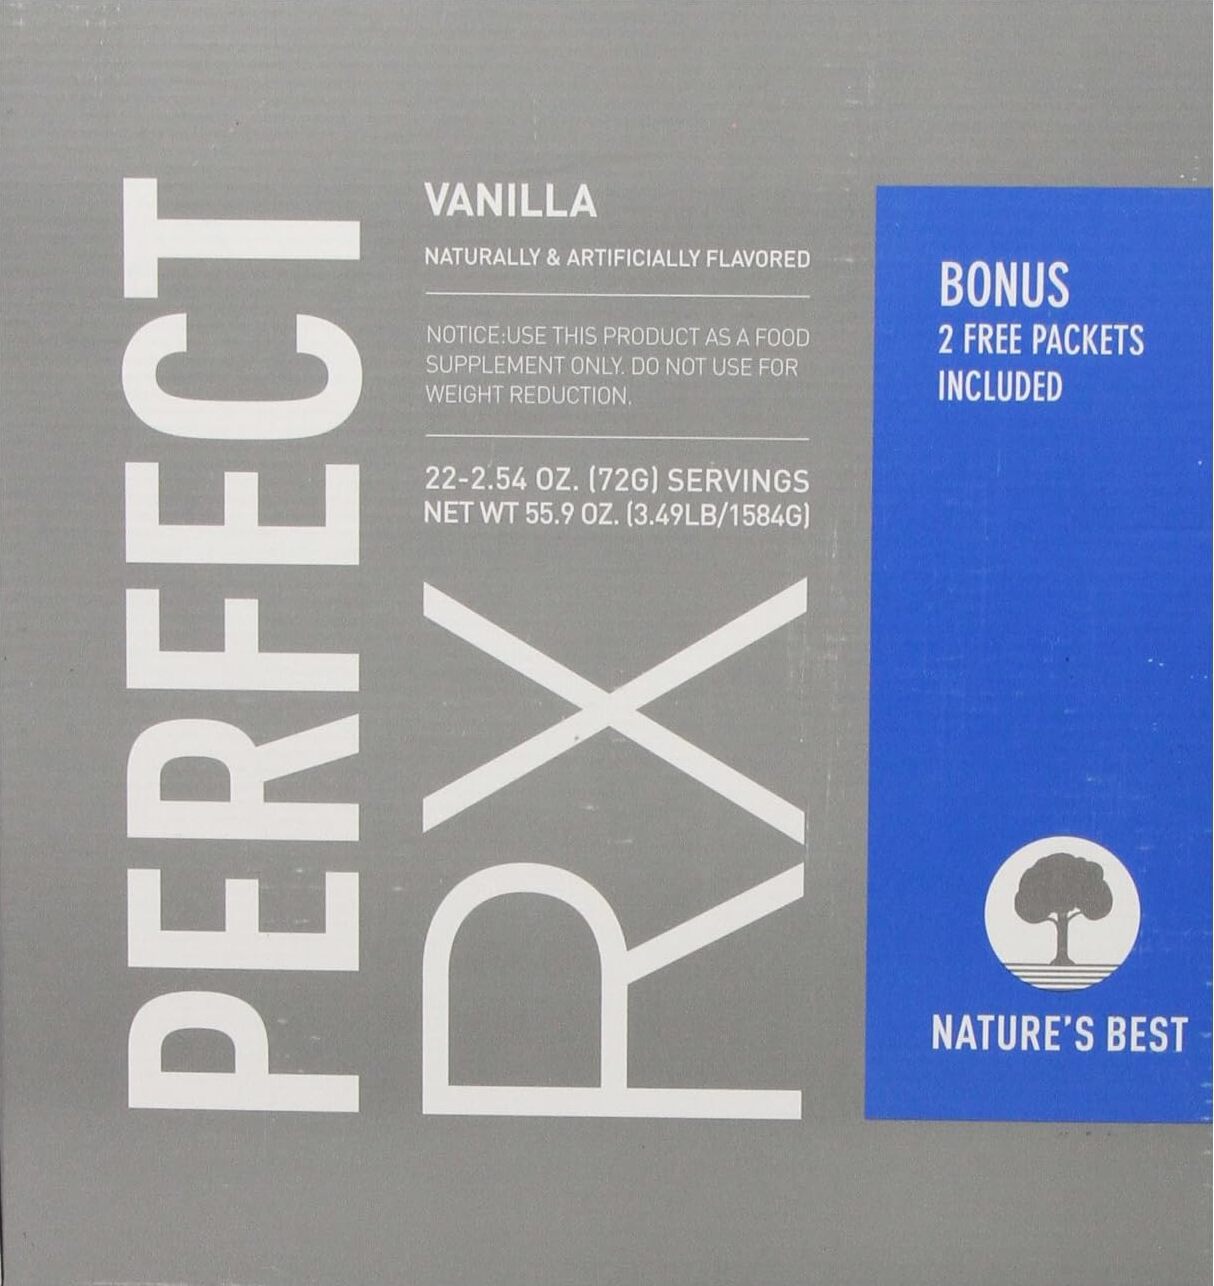 PERFECT
RX
VANILLA
NATURALLY & ARTIFICIALLY FLAVORED
NOTICE:USE THIS PRODUCT AS A FOOD
SUPPLEMENT ONLY. DO NOT USE FOR
WEIGHT REDUCTION.
22-2.54 OZ. (72G) SERVINGS
NET WT 55.9 OZ. (3.49LB/1584G)
BONUS
2 FREE PACKETS
INCLUDED
NATURE'S BEST